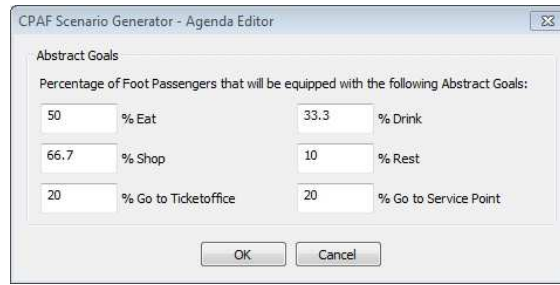 CPAF Scenario Generator - Agenda Editor
Abstract Goals
Percentage of Foot Passengers that will be equipped with the following Abstract Goals:
50 % Eat 33.3 % Drink
66.7 % Shop 10 % Rest
20 % Go to Ticketoffice 20 % Go to Service Point
OK Cancel